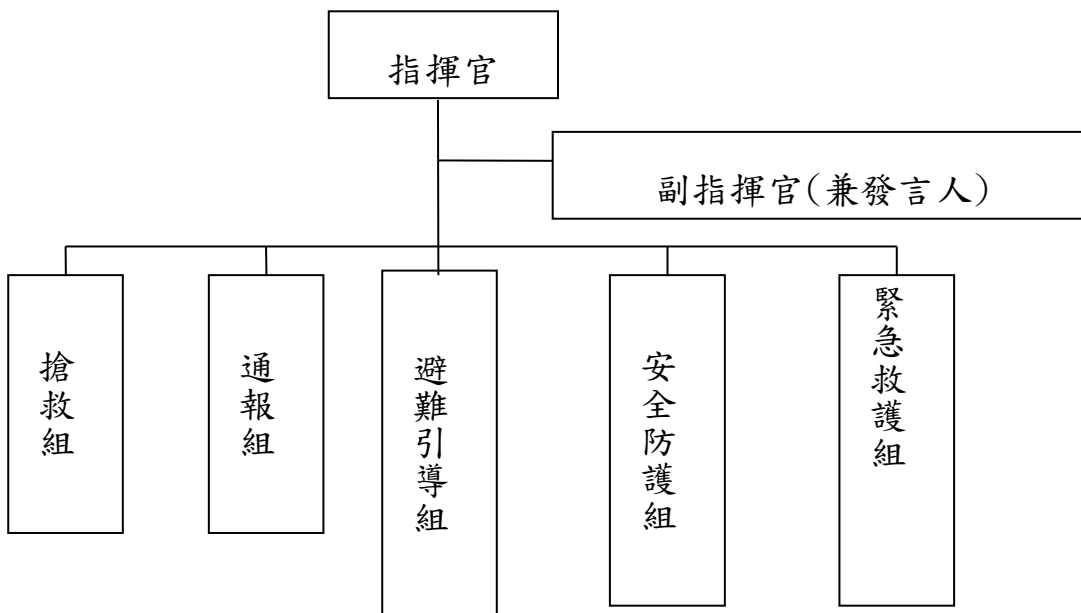 指揮官
副指揮官(兼發言人)
搶救組
通報組
避難引導組
安全防護組
緊急救護組